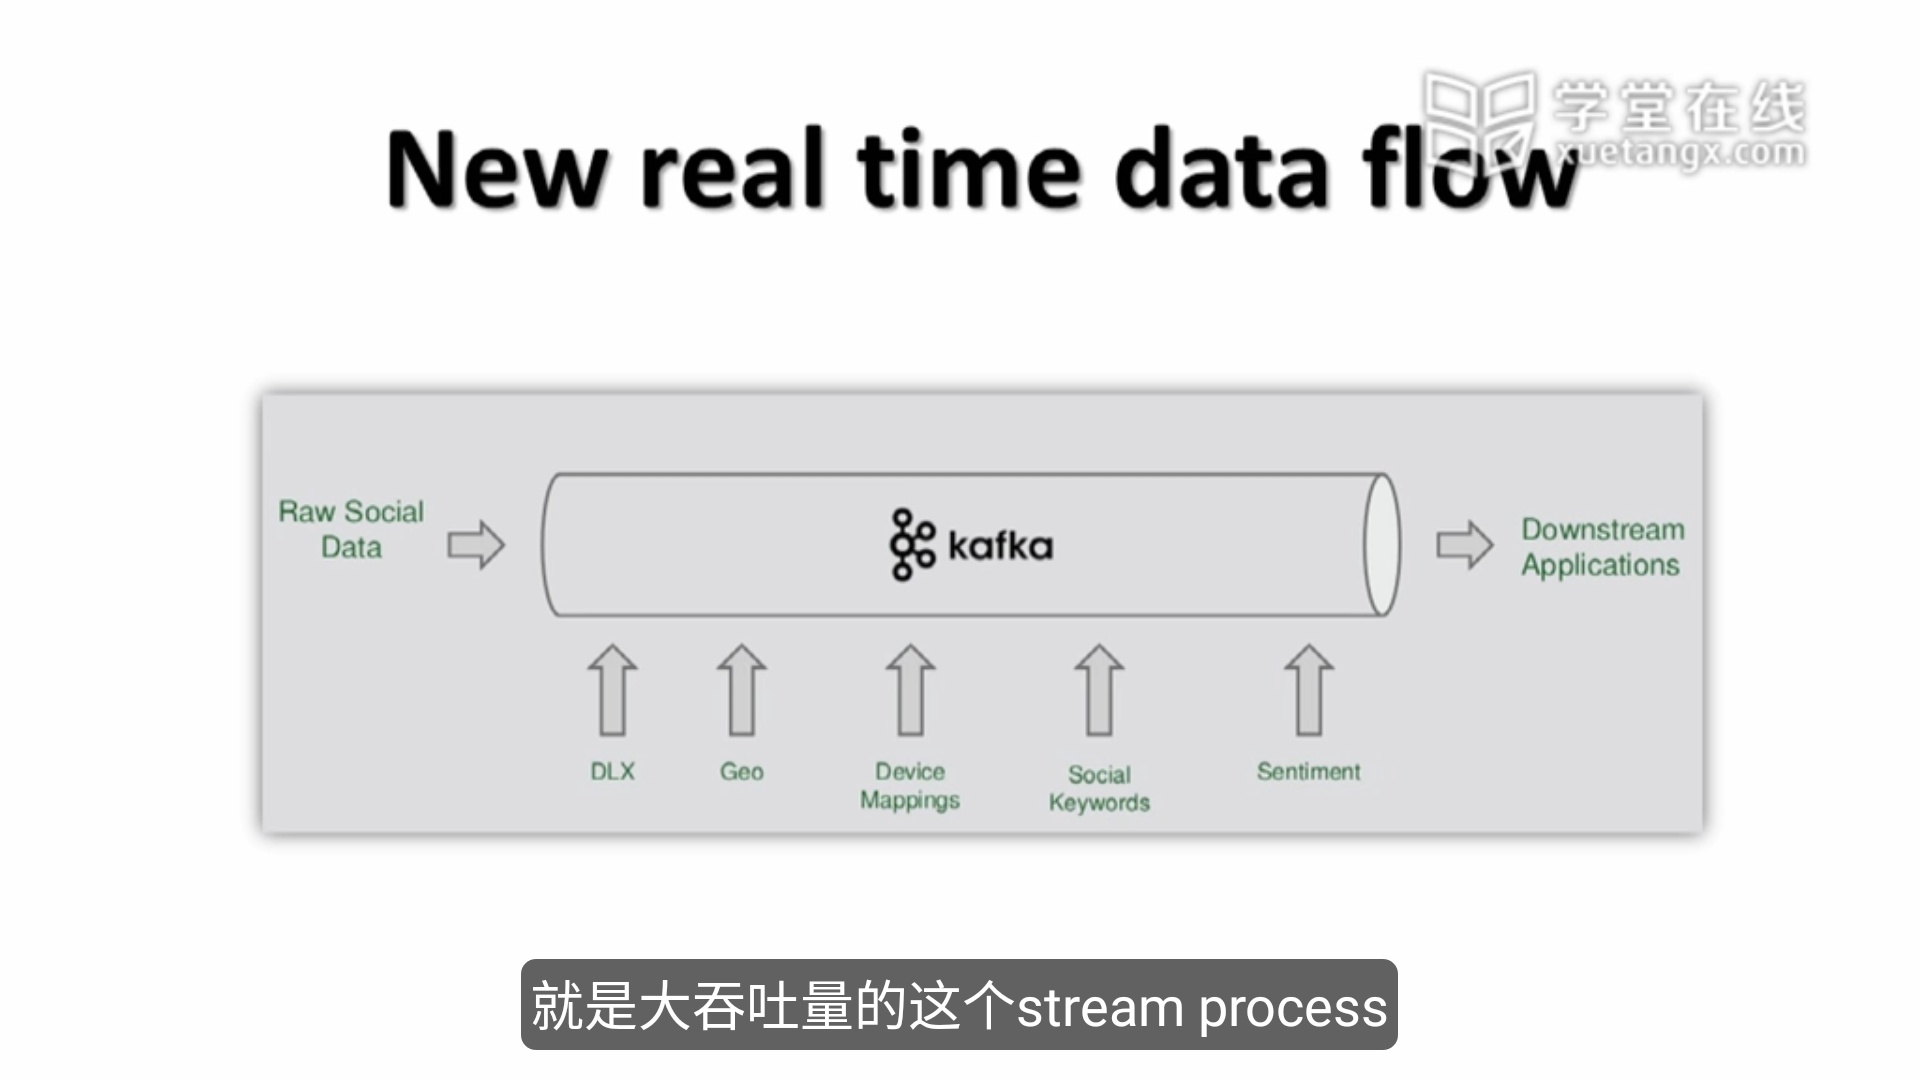 学堂在线
xuetangx.com
New real time data flow
Raw Social
Data
kafka
Downstream
Applications
DLX
Geo
Device
Mappings
Social
Keywords
Sentiment
就是大吞吐量的这个stream process